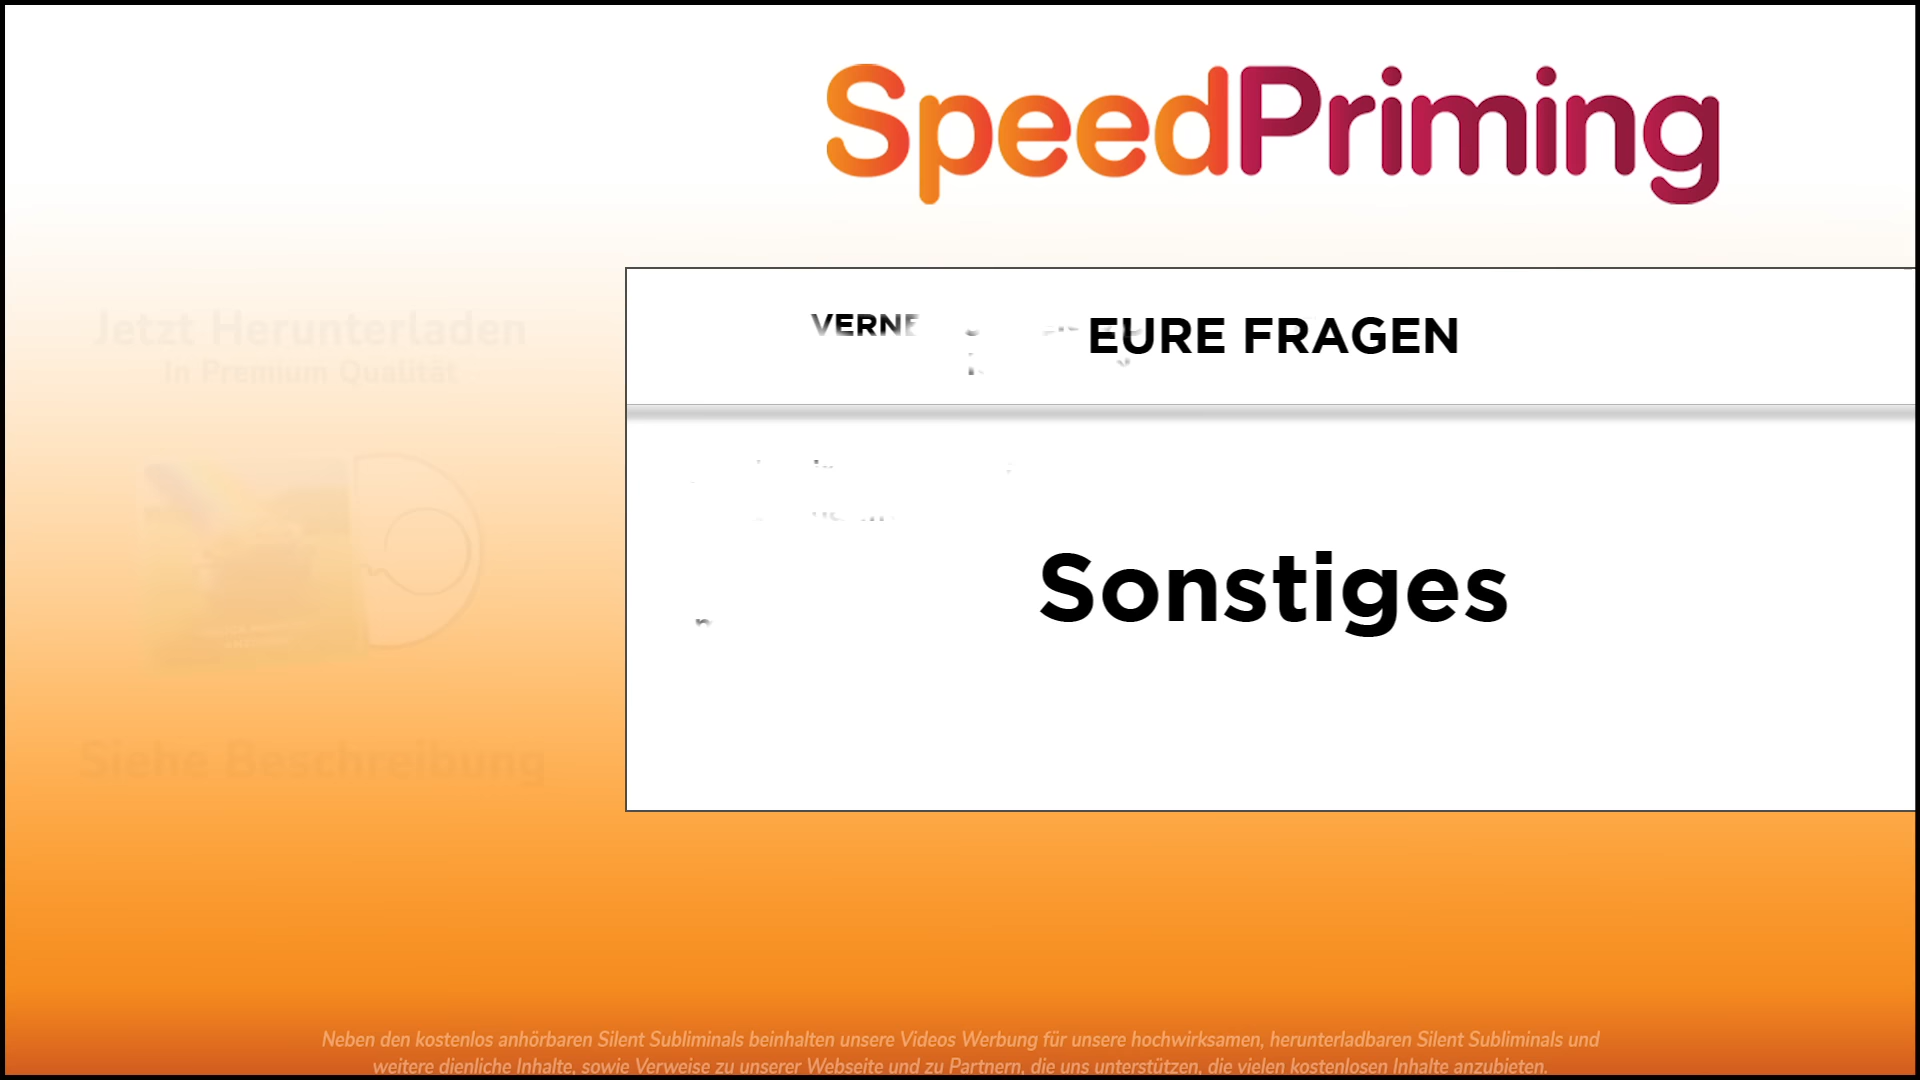 SpeedPriming
Jetzt Herunterladen
In Premium Qualität
EURE FRAGEN
Sonstiges
Siehe Beschreibung
Neben den kostenlos anhörbaren Silent Subliminals beinhalten unsere Videos Werbung für unsere hochwirksamen, herunterladbaren Silent Subliminals und
weitere dienliche Inhalte, sowie Verweise zu unserer Webseite und zu Partnern, die uns unterstützen, die vielen kostenlosen Inhalte anzubieten.